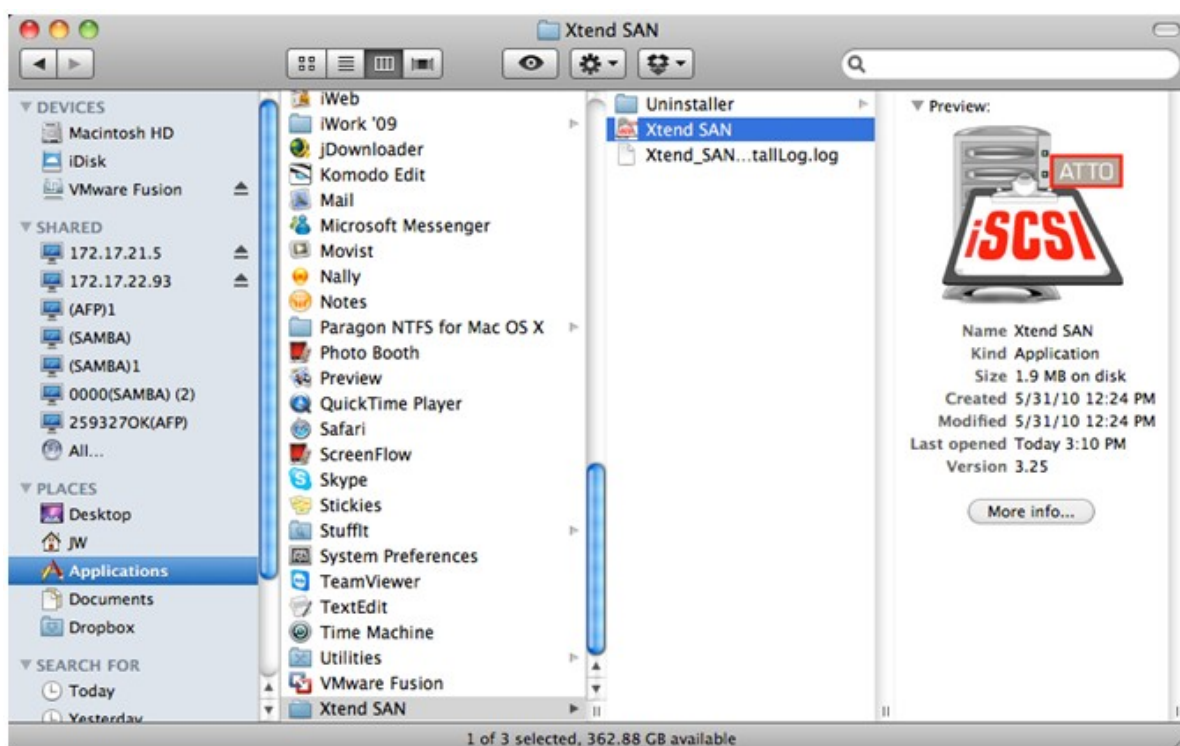 Xtend SAN
DEVICES
Macintosh HD
iDisk
VMware Fusion
SHARED
172.17.21.5
172.17.22.93
(AFP)1
(SAMBA)
(SAMBA)1
0000(SAMBA) (2)
259327OK(AFP)
All...
PLACES
Desktop
JW
Applications
Documents
Dropbox
SEARCH FOR
Today
Yesterday
iWeb
iWork '09
jDownloader
Komodo Edit
Mail
Microsoft Messenger
Movist
Nally
Notes
Paragon NTFS for Mac OS X
Photo Booth
Preview
QuickTime Player
Safari
ScreenFlow
Skype
Stickies
StuffIt
System Preferences
TeamViewer
TextEdit
Time Machine
Utilities
VMware Fusion
Xtend SAN
Uninstaller
Xtend SAN
Xtend_SAN...tallLog.log
Preview:
ATTO
iSCSI
Name Xtend SAN
Kind Application
Size 1.9 MB on disk
Created 5/31/10 12:24 PM
Modified 5/31/10 12:24 PM
Last opened Today 3:10 PM
Version 3.25
More info...
1 of 3 selected, 362.88 GB available